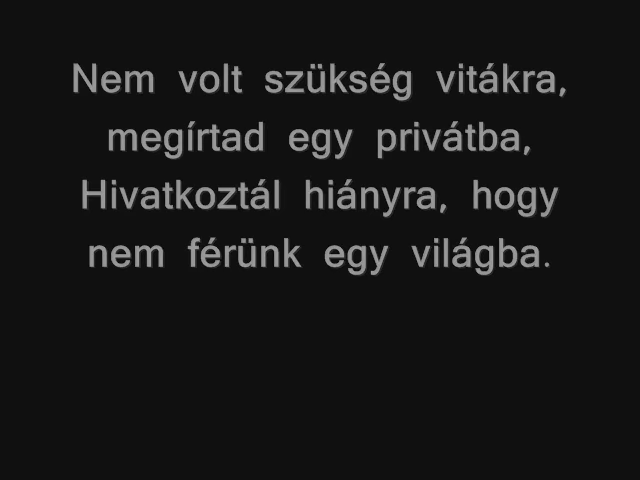 Nem volt szükség vitákra,
megírtad egy privátba,
Hivatkoztál hiányra, hogy
nem férünk egy világba.